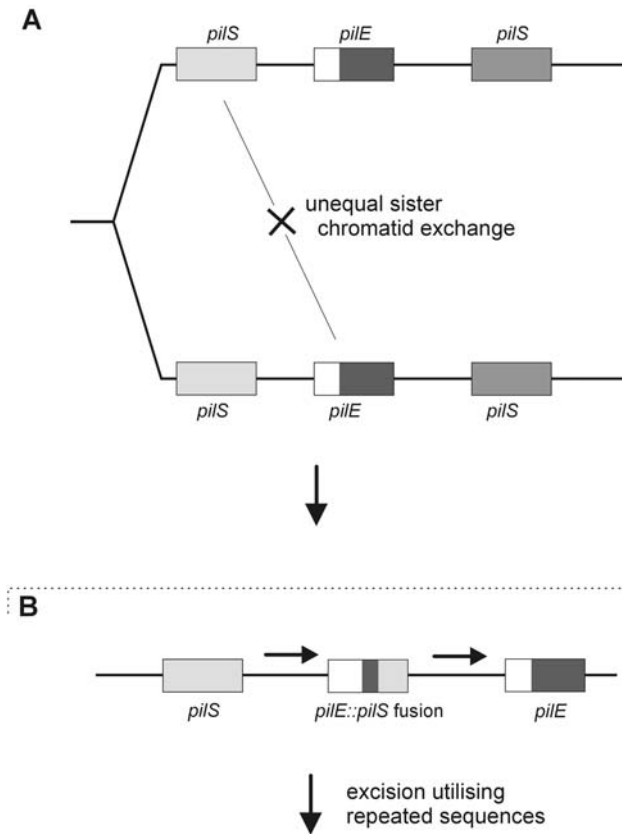 A
pilS pilE pilS
unequal sister
chromatid exchange
pilS pilE pilS
B
pilS pilE::pilS fusion pilE
excision utilising
repeated sequences